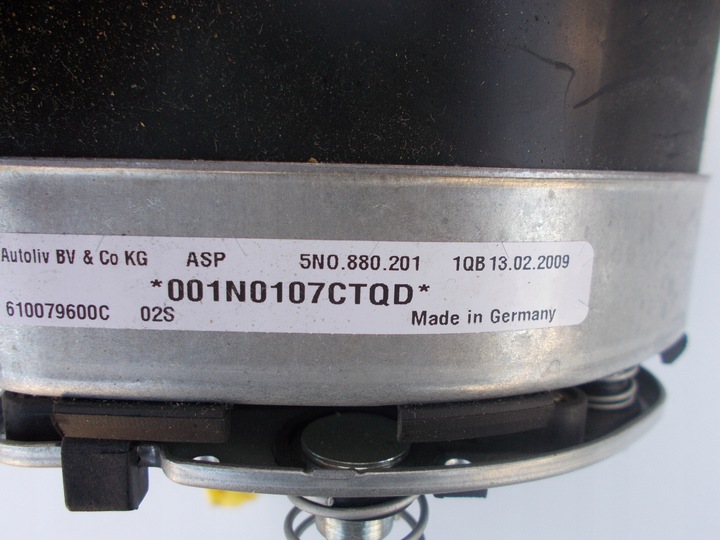 Autoliv BV & Co KG ASP 5N0.880.201 1QB 13.02.2009
*001N0107CTQD*
610079600C 02S Made in Germany